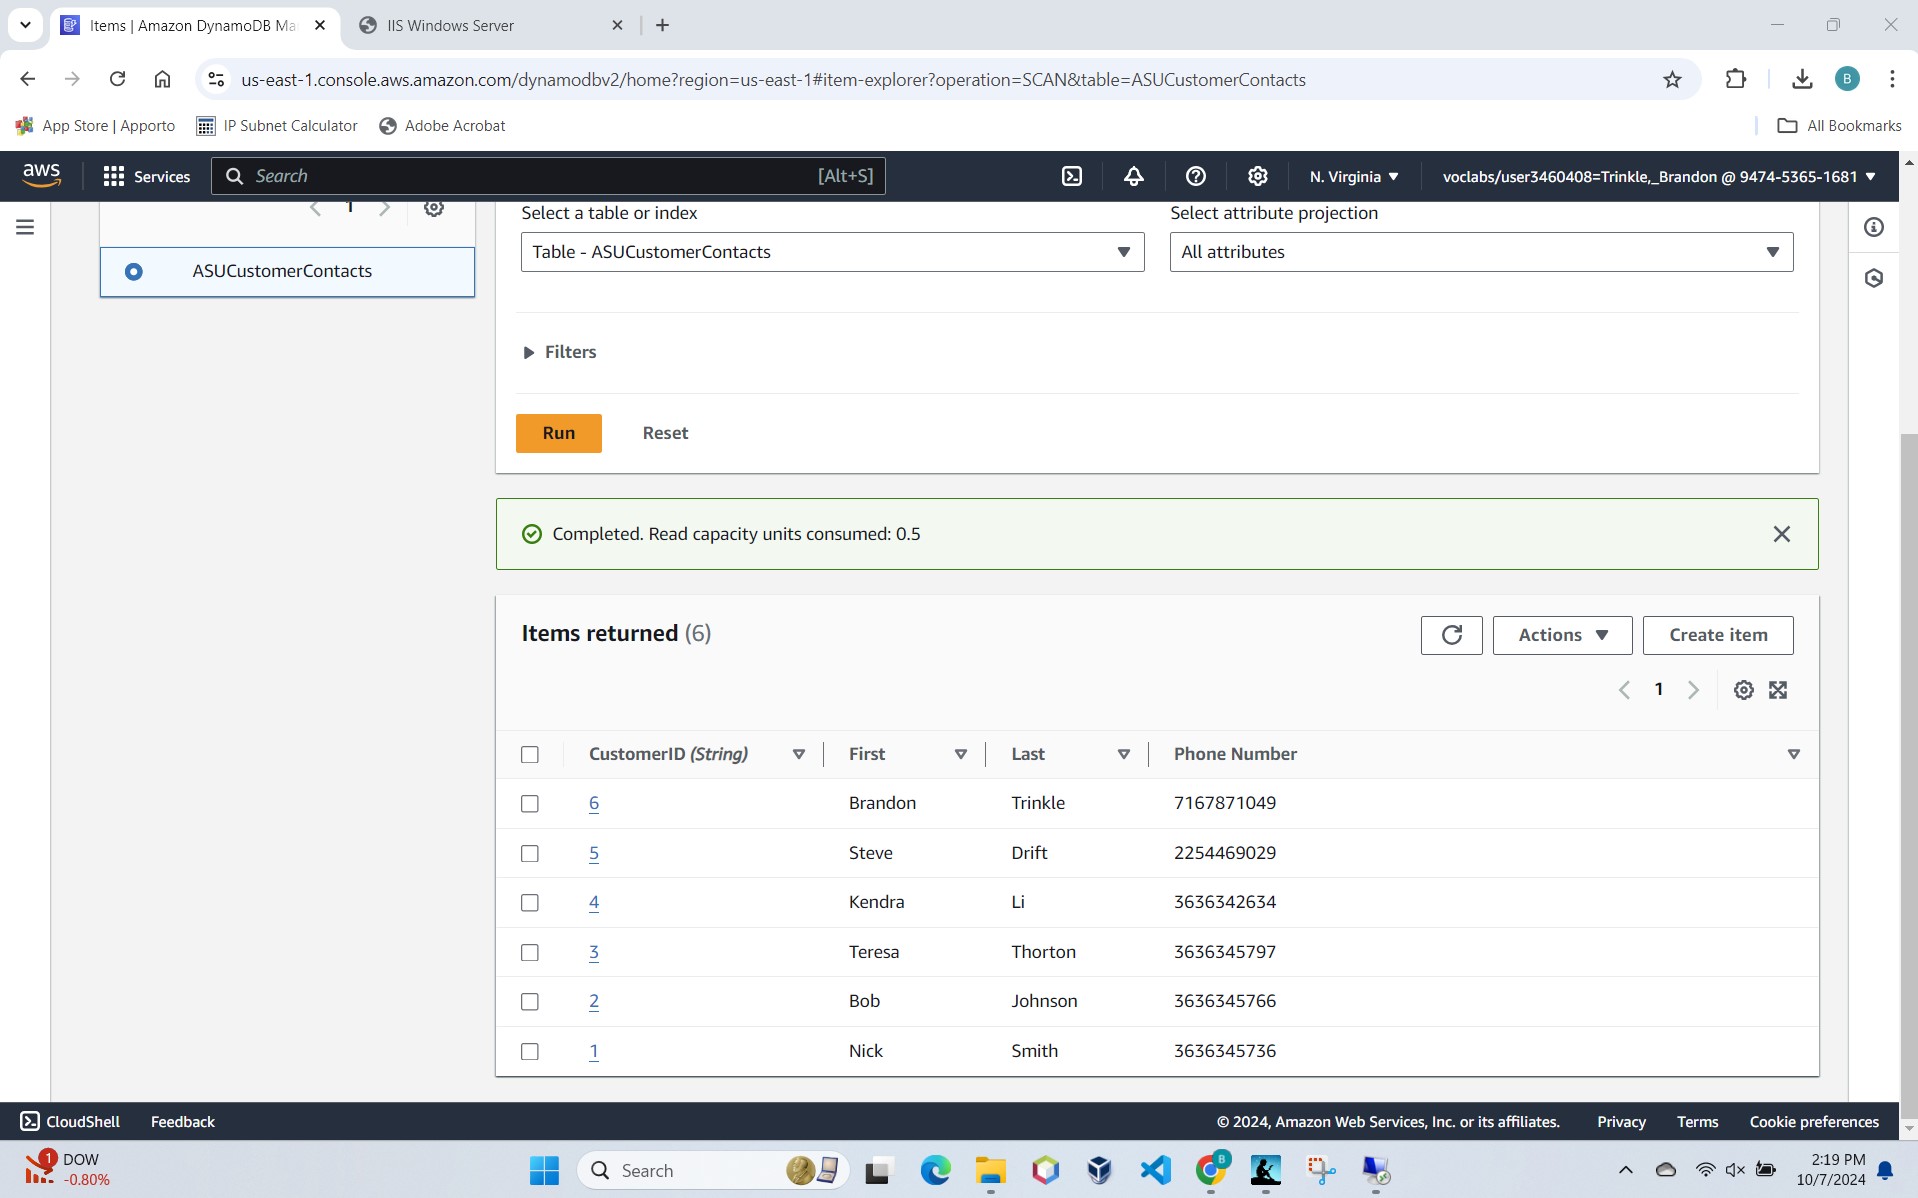 Items | Amazon DynamoDB Ma
IIS Windows Server
us-east-1.console.aws.amazon.com/dynamodbv2/home?region=us-east-1#item-explorer?operation=SCAN&table=ASUCustomerContacts
B
App Store | Apporto
IP Subnet Calculator
Adobe Acrobat
All Bookmarks
aws
Services
Search
[Alt+S]
N. Virginia
voclabs/user3460408=Trinkle,_Brandon @ 9474-5365-1681
1
Select a table or index
Select attribute projection
ASUCustomerContacts
Table - ASUCustomerContacts
All attributes
Filters
Run
Reset
Completed. Read capacity units consumed: 0.5
Items returned (6)
Actions
Create item
1
CustomerID (String) First Last Phone Number
6 Brandon Trinkle 7167871049
5 Steve Drift 2254469029
4 Kendra Li 3636342634
3 Teresa Thorton 3636345797
2 Bob Johnson 3636345766
1 Nick Smith 3636345736
CloudShell
Feedback
© 2024, Amazon Web Services, Inc. or its affiliates.
Privacy
Terms
Cookie preferences
1
DOW
-0.80%
Search
B
2:19 PM
10/7/2024